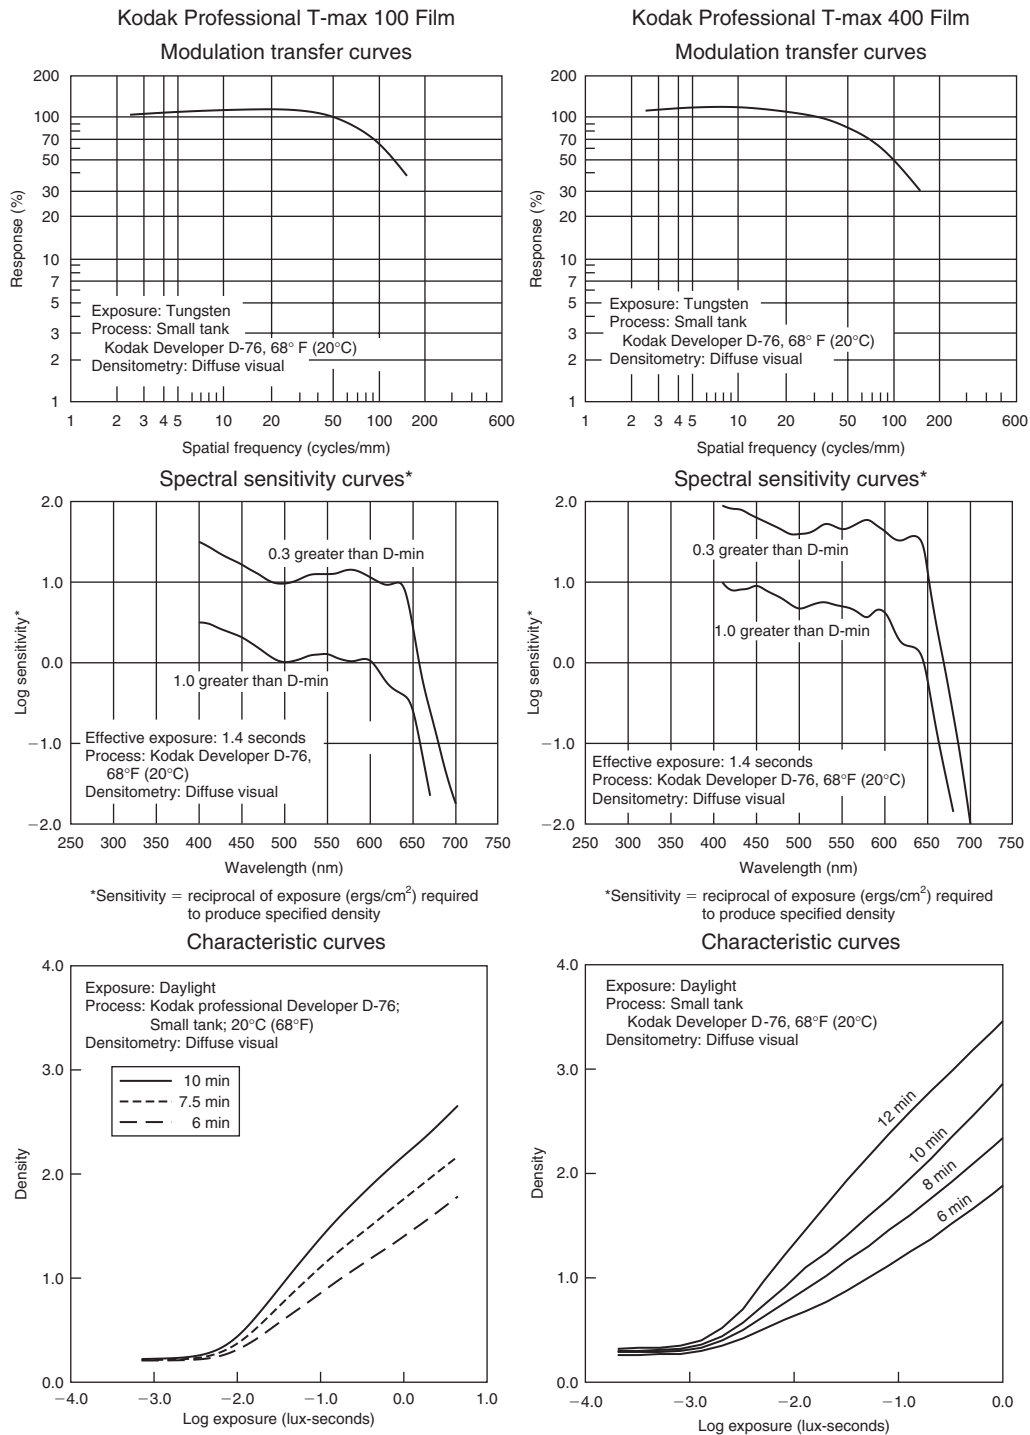 Kodak Professional T-max 100 Film
Modulation transfer curves
200
100
70
50
30
20
10
7
5
3
2
1
Response (%)
Exposure: Tungsten
Process: Small tank
Kodak Developer D-76, 68° F (20°C)
Densitometry: Diffuse visual
1 2 3 4 5 10 20 50 100 200 600
Spatial frequency (cycles/mm)
Kodak Professional T-max 400 Film
Modulation transfer curves
200
100
70
50
30
20
10
7
5
3
2
1
Response (%)
Exposure: Tungsten
Process: Small tank
Kodak Developer D-76, 68° F (20°C)
Densitometry: Diffuse visual
1 2 3 4 5 10 20 50 100 200 600
Spatial frequency (cycles/mm)
Spectral sensitivity curves*
2.0
1.0
0.0
−1.0
−2.0
Log sensitivity*
0.3 greater than D-min
1.0 greater than D-min
Effective exposure: 1.4 seconds
Process: Kodak Developer D-76,
68°F (20°C)
Densitometry: Diffuse visual
250 300 350 400 450 500 550 600 650 700 750
Wavelength (nm)
*Sensitivity = reciprocal of exposure (ergs/cm²) required
to produce specified density
Spectral sensitivity curves*
2.0
1.0
0.0
−1.0
−2.0
Log sensitivity*
0.3 greater than D-min
1.0 greater than D-min
Effective exposure: 1.4 seconds
Process: Kodak Developer D-76, 68°F (20°C)
Densitometry: Diffuse visual
250 300 350 400 450 500 550 600 650 700 750
Wavelength (nm)
*Sensitivity = reciprocal of exposure (ergs/cm²) required
to produce specified density
Characteristic curves
4.0
3.0
2.0
1.0
0.0
Density
Exposure: Daylight
Process: Kodak professional Developer D-76;
Small tank; 20°C (68°F)
Densitometry: Diffuse visual
10 min
7.5 min
6 min
−4.0 −3.0 −2.0 −1.0 0.0 1.0
Log exposure (lux-seconds)
Characteristic curves
4.0
3.0
2.0
1.0
0.0
Density
Exposure: Daylight
Process: Small tank
Kodak Developer D-76, 68°F (20°C)
Densitometry: Diffuse visual
12 min
10 min
8 min
6 min
−4.0 −3.0 −2.0 −1.0 0.0
Log exposure (lux-seconds)